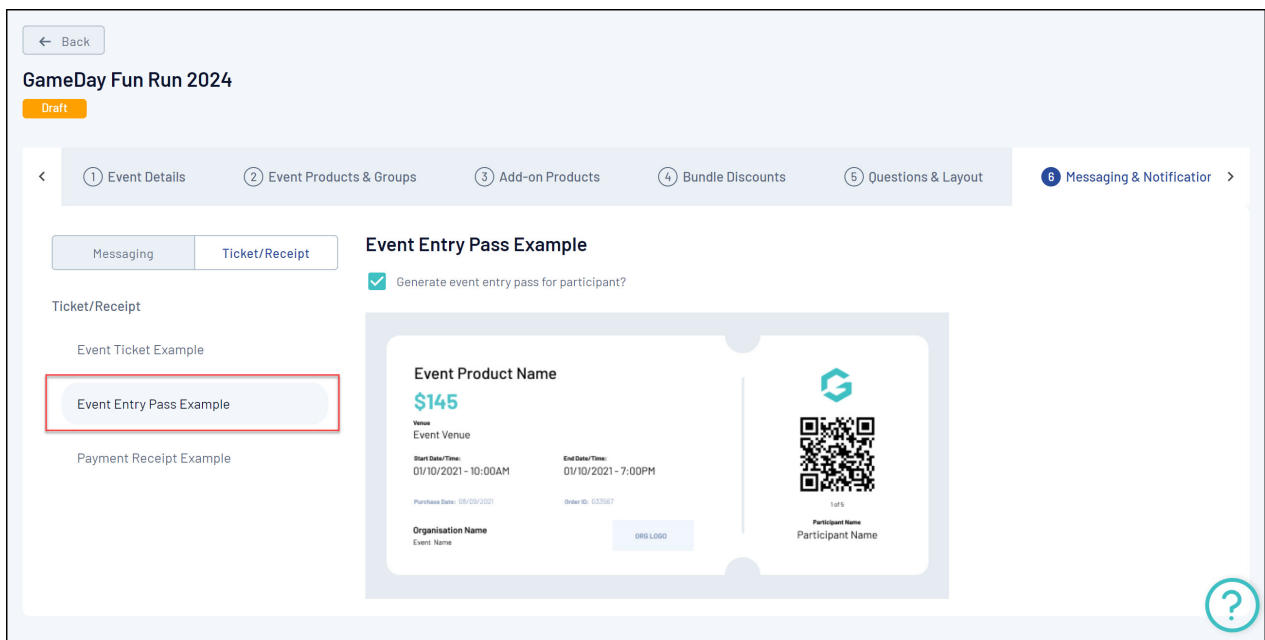 ← Back
GameDay Fun Run 2024
Draft
1 Event Details
2 Event Products & Groups
3 Add-on Products
4 Bundle Discounts
5 Questions & Layout
6 Messaging & Notification
Messaging
Ticket/Receipt
Ticket/Receipt
Event Ticket Example
Event Entry Pass Example
Payment Receipt Example
Event Entry Pass Example
Generate event entry pass for participant?
Event Product Name
$145
Venue
Event Venue
Start Date/Time: End Date/Time:
01/10/2021 - 10:00AM 01/10/2021 - 7:00PM
Purchase Date: 08/09/2021 Order ID: 033567
Organisation Name
Event Name
ORG LOGO
1 of 5
Participant Name
Participant Name
?